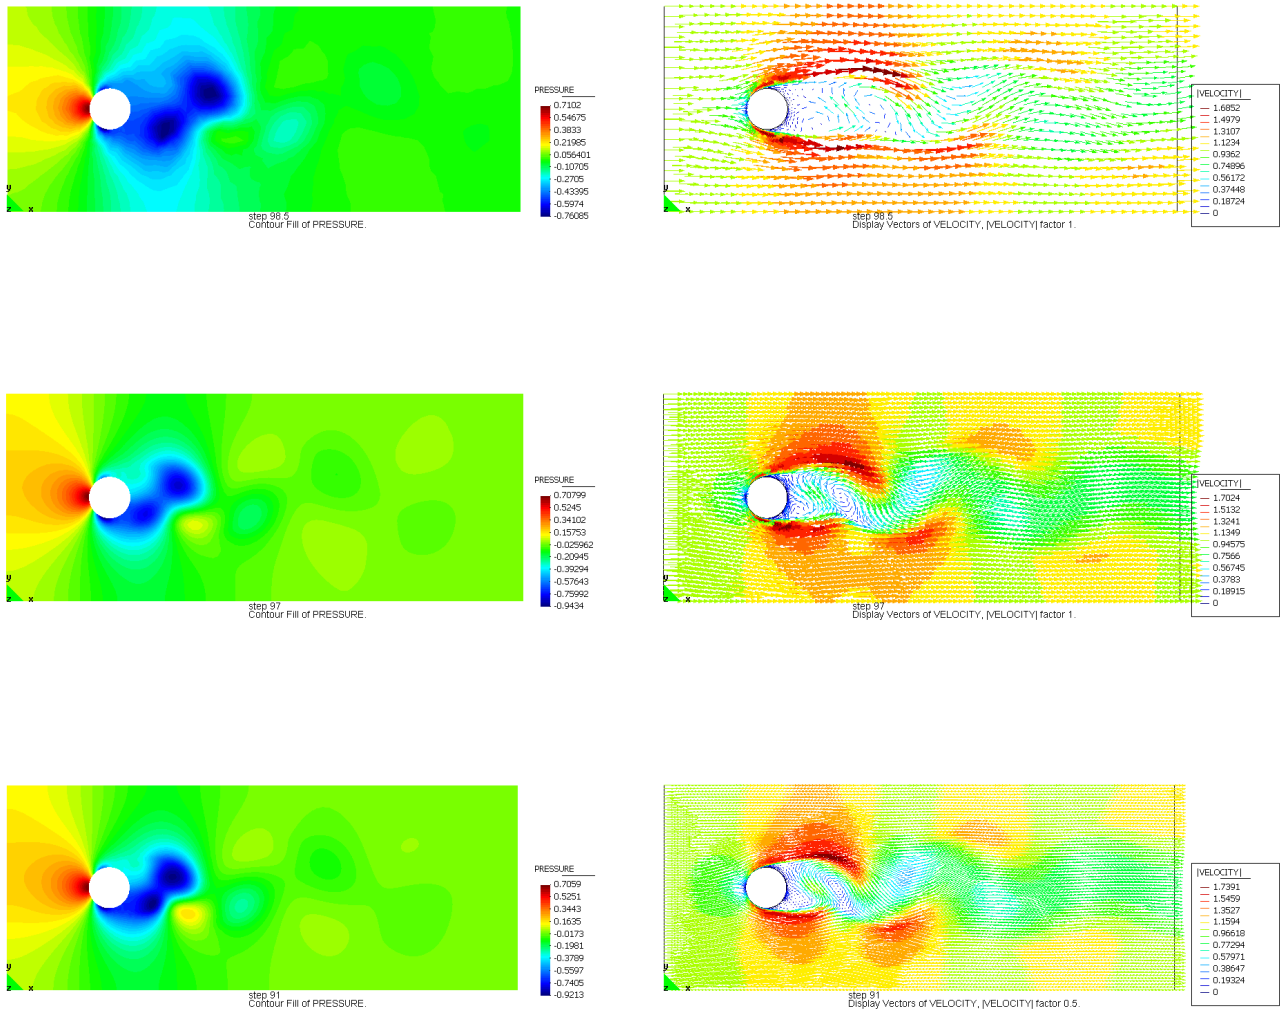 PRESSURE
0.7102
0.54675
0.3833
0.21985
0.056401
-0.10705
-0.2705
-0.43395
-0.5974
-0.76085
y
z x
step 98.5
Contour Fill of PRESSURE.
|VELOCITY|
1.6852
1.4979
1.3107
1.1234
0.9362
0.74896
0.56172
0.37448
0.18724
0
y
z x
step 98.5
Display Vectors of VELOCITY, |VELOCITY| factor 1.
PRESSURE
0.70799
0.5245
0.34102
0.15753
-0.025962
-0.20945
-0.39294
-0.57643
-0.75992
-0.9434
y
z x
step 97
Contour Fill of PRESSURE.
|VELOCITY|
1.7024
1.5132
1.3241
1.1349
0.94575
0.7566
0.56745
0.3783
0.18915
0
y
z x
step 97
Display Vectors of VELOCITY, |VELOCITY| factor 1.
PRESSURE
0.7059
0.5251
0.3443
0.1635
-0.0173
-0.1981
-0.3789
-0.5597
-0.7405
-0.9213
y
z x
step 91
Contour Fill of PRESSURE.
|VELOCITY|
1.7391
1.5459
1.3527
1.1594
0.96618
0.77294
0.57971
0.38647
0.19324
0
y
z x
step 91
Display Vectors of VELOCITY, |VELOCITY| factor 0.5.